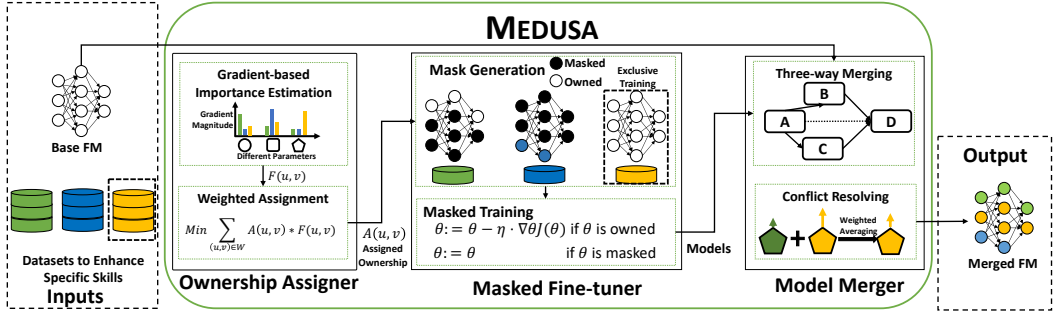 MEDUSA
Base FM
Datasets to Enhance
Specific Skills
Inputs
Gradient-based
Importance Estimation
Gradient
Magnitude
Different Parameters
F(u, v)
Weighted Assignment
Min ∑ A(u, v) ∗ F(u, v)
(u,v)∈W
Ownership Assigner
A(u, v)
Assigned
Ownership
Mask Generation
Masked
Owned
Exclusive
Training
Masked Training
θ: = θ − η · ∇θJ(θ) if θ is owned
θ: = θ if θ is masked
Masked Fine-tuner
Models
Three-way Merging
B
A D
C
Conflict Resolving
+
Weighted
Averaging
Model Merger
Output
Merged FM